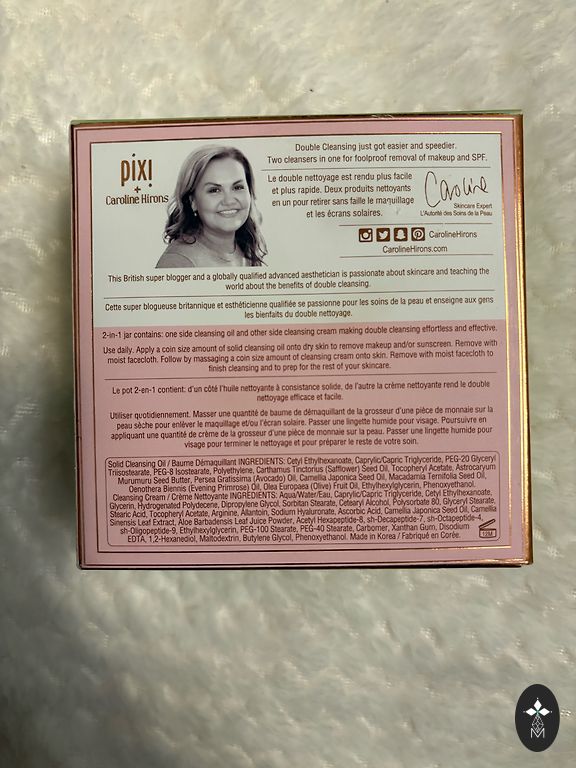 pixi
+
Caroline Hirons
Double Cleansing just got easier and speedier.
Two cleansers in one for foolproof removal of makeup and SPF.
Le double nettoyage est rendu plus facile
et plus rapide. Deux produits nettoyants
en un pour retirer sans faille le maquillage
et les écrans solaires.
Caroline
Skincare Expert
L'Autorité des Soins de la Peau
CarolineHirons
CarolineHirons.com
This British super blogger and a globally qualified advanced aesthetician is passionate about skincare and teaching the
world about the benefits of double cleansing.
Cette super blogueuse britannique et esthéticienne qualifiée se passionne pour les soins de la peau et enseigne aux gens
les bienfaits du double nettoyage.
2-in-1 jar contains: one side cleansing oil and other side cleansing cream making double cleansing effortless and effective.
Use daily. Apply a coin size amount of solid cleansing oil onto dry skin to remove makeup and/or sunscreen. Remove with
moist facecloth. Follow by massaging a coin size amount of cleansing cream onto skin. Remove with moist facecloth to
finish cleansing and to prep for the rest of your skincare.
Le pot 2-en-1 contient: d'un côté l'huile nettoyante à consistance solide, de l'autre la crème nettoyante rend le double
nettoyage efficace et facile.
Utiliser quotidiennement. Masser une quantité de baume de démaquillant de la grosseur d'une pièce de monnaie sur la
peau sèche pour enlever le maquillage et/ou l'écran solaire. Passer une lingette humide pour visage. Poursuivre en
appliquant une quantité de crème de la grosseur d'une pièce de monnaie sur la peau. Passer une lingette humide pour
visage pour terminer le nettoyage et pour préparer le reste de votre soin.
Solid Cleansing Oil / Baume Démaquillant INGREDIENTS: Cetyl Ethylhexanoate, Caprylic/Capric Triglyceride, PEG-20 Glyceryl
Triisostearate, PEG-8 Isostearate, Polyethylene, Carthamus Tinctorius (Safflower) Seed Oil, Tocopheryl Acetate, Astrocaryum
Murumuru Seed Butter, Persea Gratissima (Avocado) Oil, Camellia Japonica Seed Oil, Macadamia Ternifolia Seed Oil,
Oenothera Biennis (Evening Primrose) Oil, Olea Europaea (Olive) Fruit Oil, Ethylhexylglycerin, Phenoxyethanol.
Cleansing Cream / Crème Nettoyante INGREDIENTS: Aqua/Water/Eau, Caprylic/Capric Triglyceride, Cetyl Ethylhexanoate,
Glycerin, Hydrogenated Polydecene, Dipropylene Glycol, Sorbitan Stearate, Cetearyl Alcohol, Polysorbate 80, Glyceryl Stearate,
Stearic Acid, Tocopheryl Acetate, Arginine, Allantoin, Sodium Hyaluronate, Ascorbic Acid, Camellia Japonica Seed Oil, Camellia
Sinensis Leaf Extract, Aloe Barbadensis Leaf Juice Powder, Acetyl Hexapeptide-8, sh-Decapeptide-7, sh-Octapeptide-4,
sh-Oligopeptide-9, Ethylhexylglycerin, PEG-100 Stearate, PEG-40 Stearate, Carbomer, Xanthan Gum, Disodium
EDTA, 1,2-Hexanediol, Maltodextrin, Butylene Glycol, Phenoxyethanol. Made in Korea / Fabriqué en Corée.
12M
M